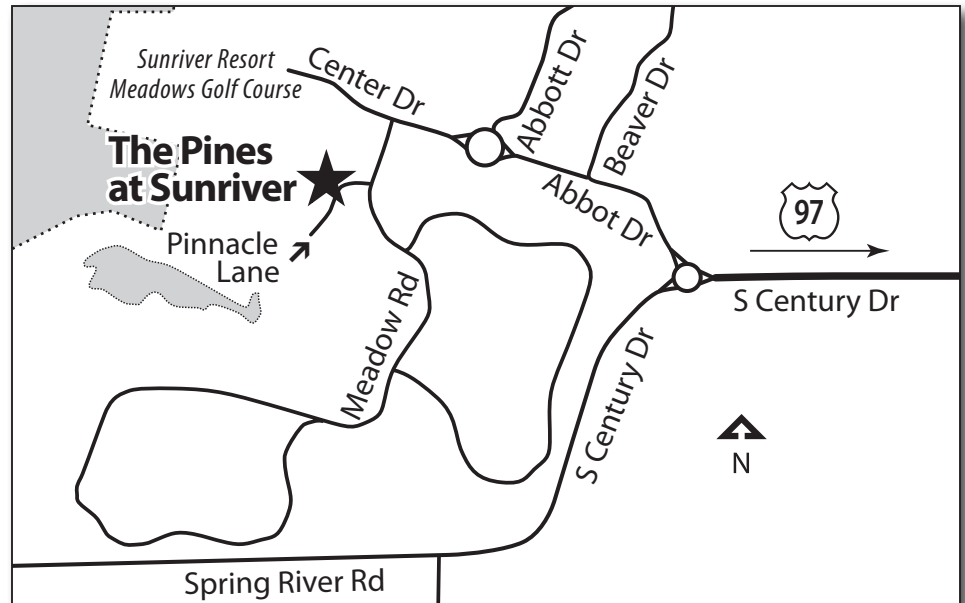 Sunriver Resort
Meadows Golf Course
Center Dr
Abbott Dr
Beaver Dr
The Pines
at Sunriver
Abbot Dr
97
Pinnacle
Lane
S Century Dr
Meadow Rd
S Century Dr
N
Spring River Rd